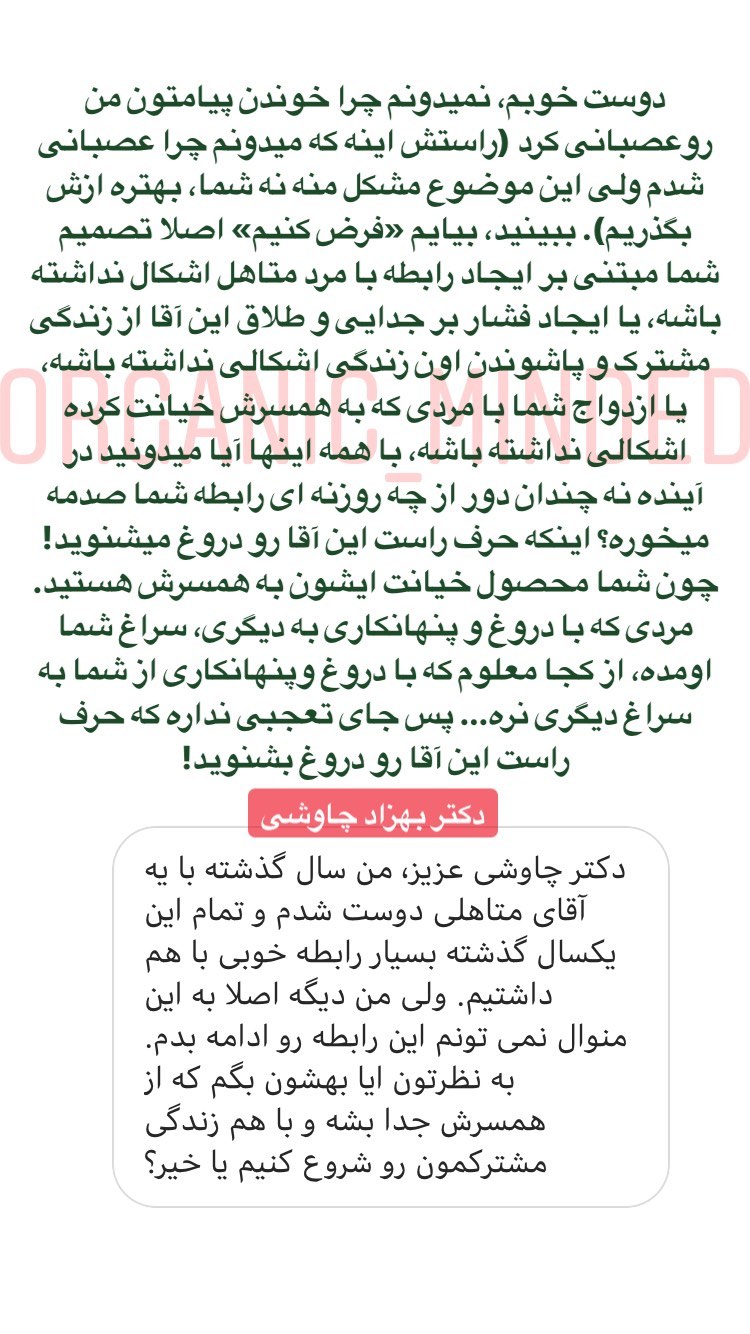 دوست خوبم، نمیدونم چرا خوندن پیامتون من
روعصبانی کرد (راستش اینه که میدونم چرا عصبانی
شدم ولی این موضوع مشکل منه نه شما، بهتره ازش
بگذریم). ببینید، بیایم «فرض کنیم» اصلا تصمیم
شما مبتنی بر ایجاد رابطه با مرد متاهل اشکال نداشته
باشه، یا ایجاد فشار بر جدایی و طلاق این آقا از زندگی
مشترک و پاشوندن اون زندگی اشکالی نداشته باشه،
یا ازدواج شما با مردی که به همسرش خیانت کرده
ORGANIC_MINDED
اشکالی نداشته باشه، با همه اینها آیا میدونید در
آینده نه چندان دور از چه روزنه ای رابطه شما صدمه
میخوره؟ اینکه حرف راست این آقا رو دروغ میشنوید!
چون شما محصول خیانت ایشون به همسرش هستید.
مردی که با دروغ و پنهانکاری به دیگری، سراغ شما
اومده، از کجا معلوم که با دروغ وپنهانکاری از شما به
سراغ دیگری نره... پس جای تعجبی نداره که حرف
راست این آقا رو دروغ بشنوید!
دکتر بهزاد چاوشی
دکتر چاوشی عزیز، من سال گذشته با یه
آقای متاهلی دوست شدم و تمام این
یکسال گذشته بسیار رابطه خوبی با هم
داشتیم. ولی من دیگه اصلا به این
منوال نمی تونم این رابطه رو ادامه بدم.
به نظرتون ایا بهشون بگم که از
همسرش جدا بشه و با هم زندگی
مشترکمون رو شروع کنیم یا خیر؟